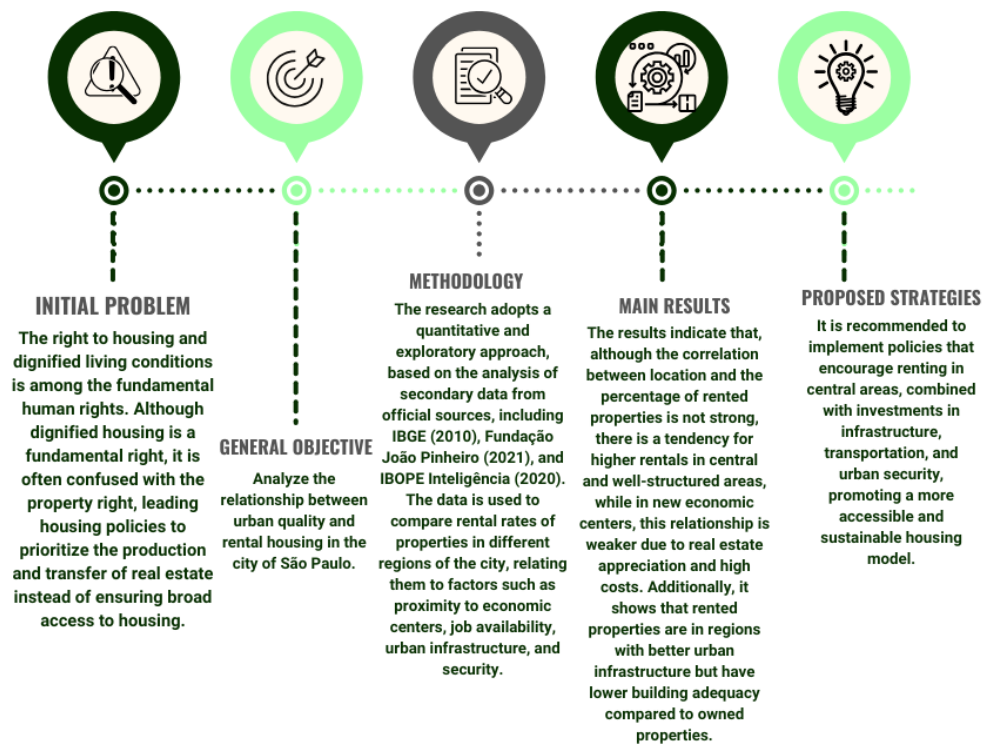 INITIAL PROBLEM
The right to housing and
dignified living conditions
is among the fundamental
human rights. Although
dignified housing is a
fundamental right, it is
often confused with the
property right, leading
housing policies to
prioritize the production
and transfer of real estate
instead of ensuring broad
access to housing.
GENERAL OBJECTIVE
Analyze the
relationship between
urban quality and
rental housing in the
city of São Paulo.
METHODOLOGY
The research adopts a
quantitative and
exploratory approach,
based on the analysis of
secondary data from
official sources, including
IBGE (2010), Fundação
João Pinheiro (2021), and
IBOPE Inteligência (2020).
The data is used to
compare rental rates of
properties in different
regions of the city, relating
them to factors such as
proximity to economic
centers, job availability,
urban infrastructure, and
security.
MAIN RESULTS
The results indicate that,
although the correlation
between location and the
percentage of rented
properties is not strong,
there is a tendency for
higher rentals in central
and well-structured areas,
while in new economic
centers, this relationship is
weaker due to real estate
appreciation and high
costs. Additionally, it
shows that rented
properties are in regions
with better urban
infrastructure but have
lower building adequacy
compared to owned
properties.
PROPOSED STRATEGIES
It is recommended to
implement policies that
encourage renting in
central areas, combined
with investments in
infrastructure,
transportation, and
urban security,
promoting a more
accessible and
sustainable housing
model.